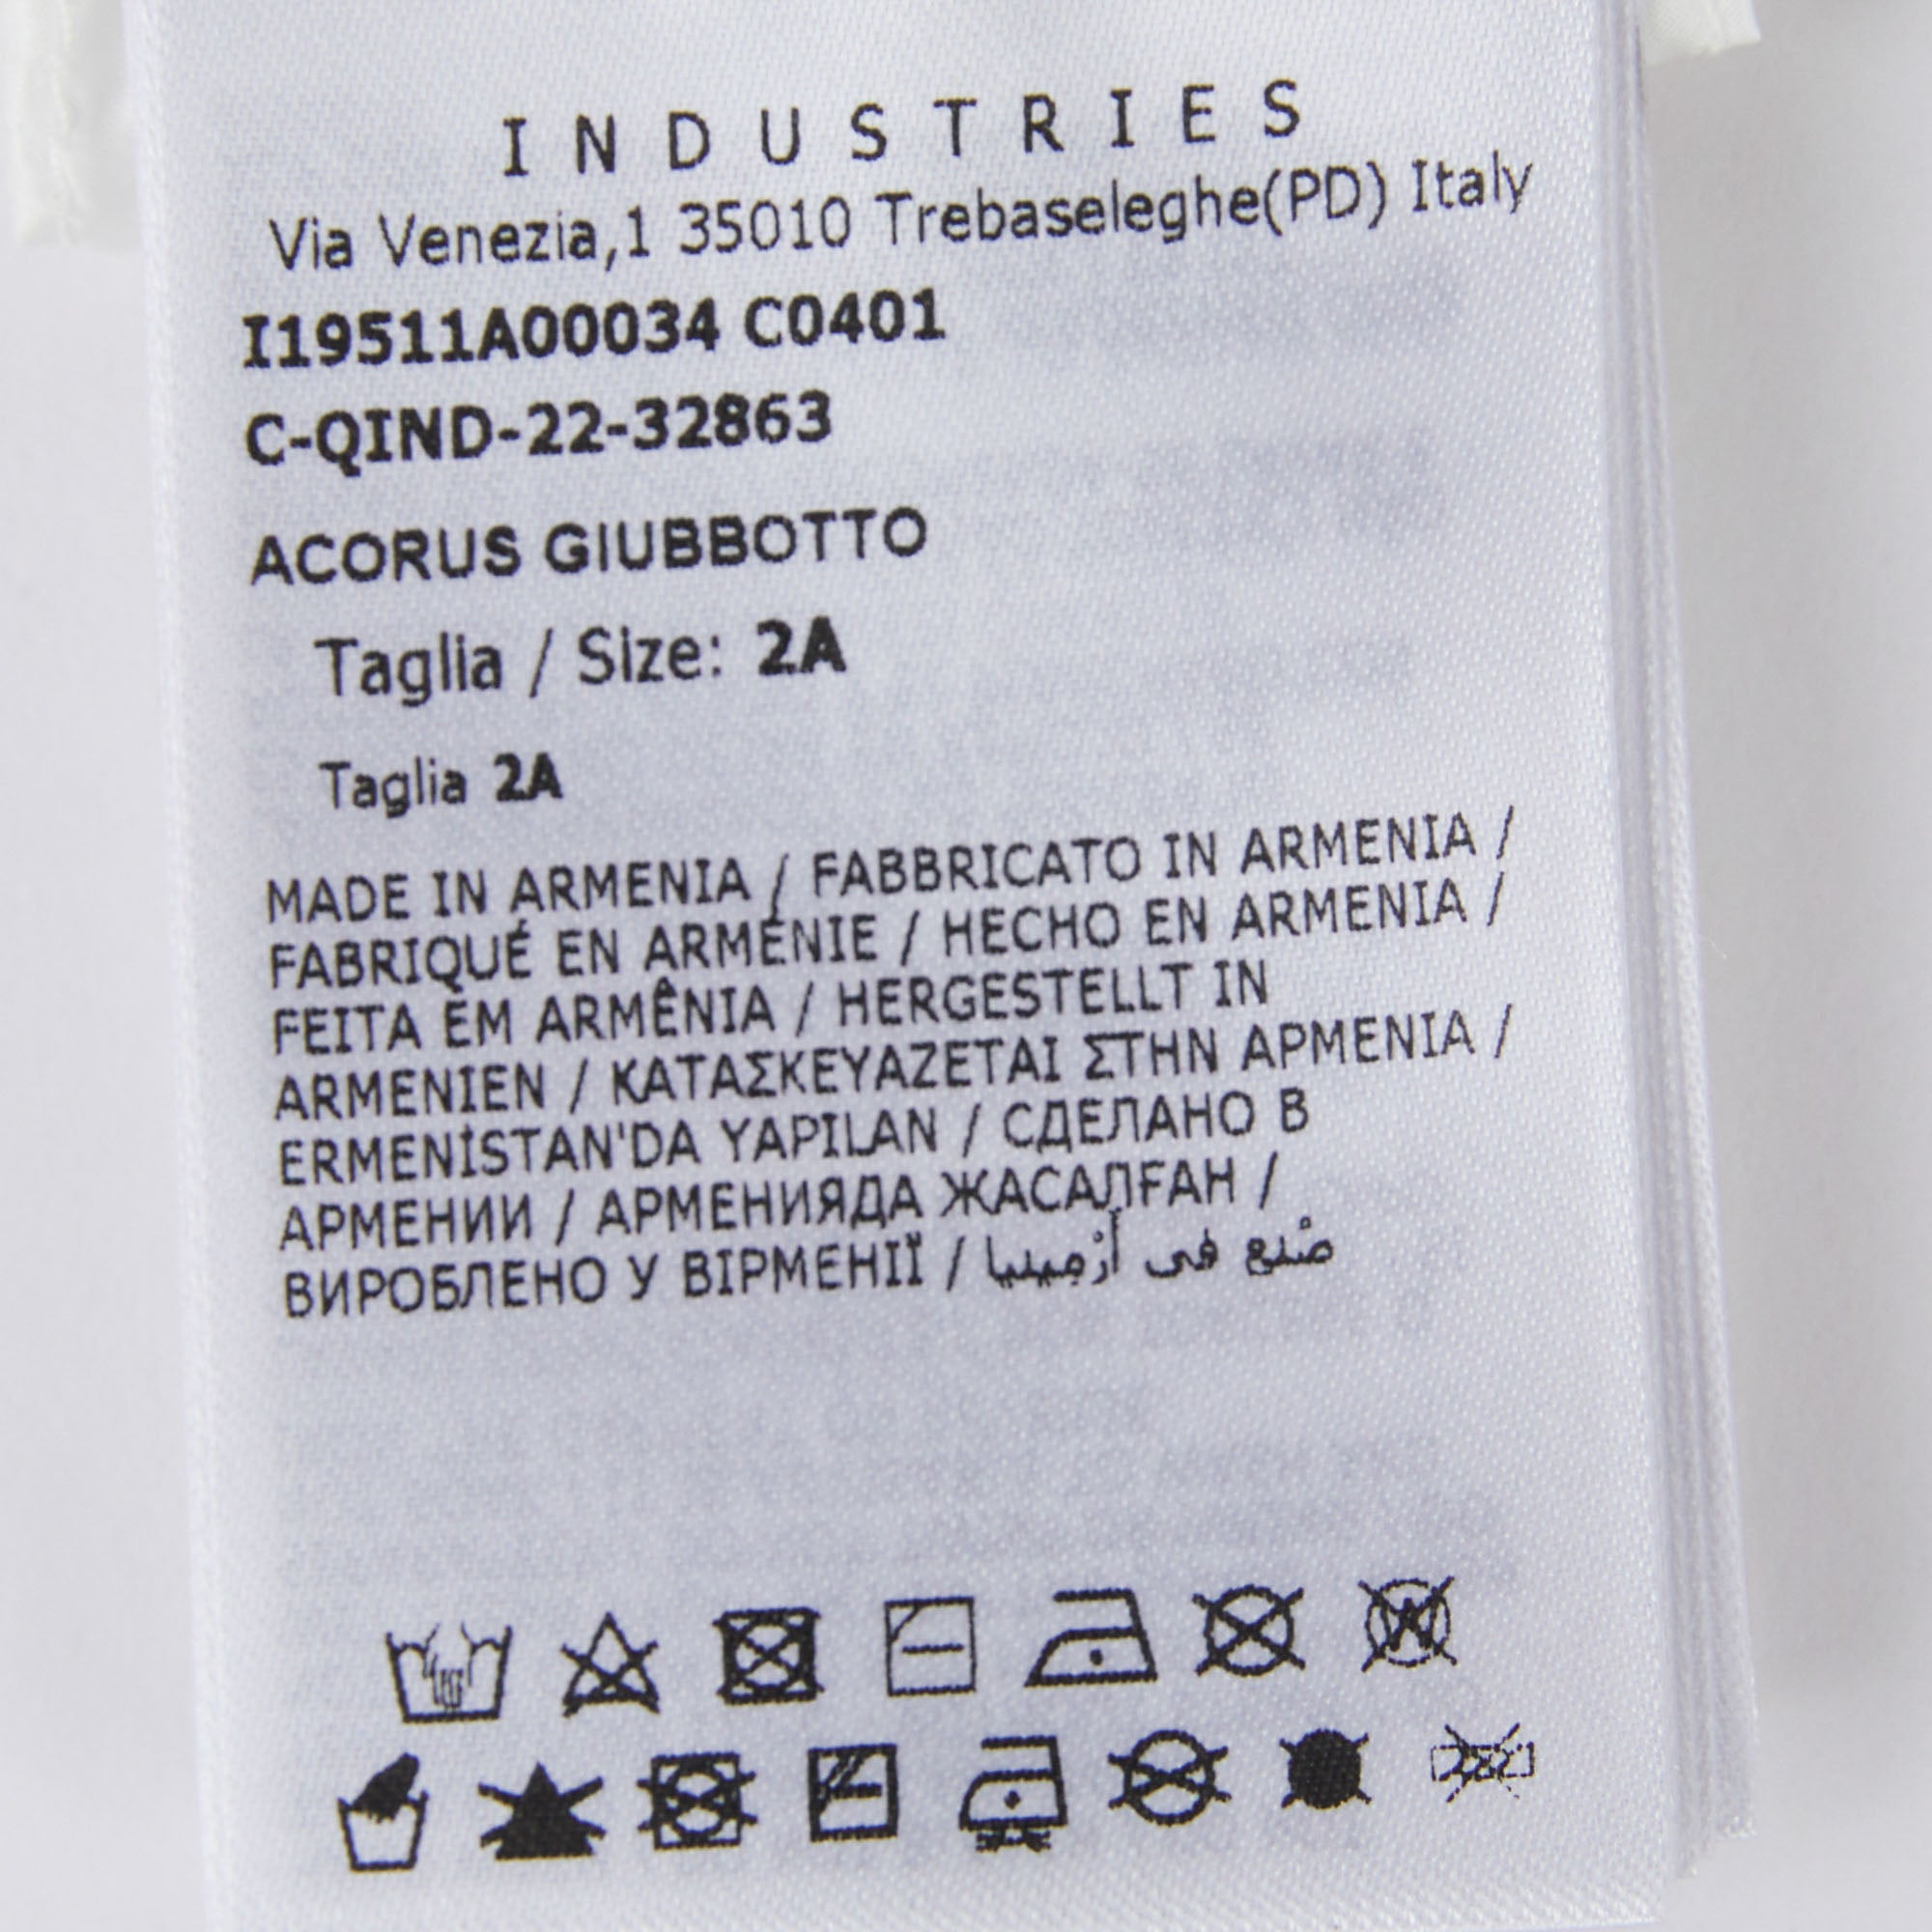 INDUSTRIES
Via Venezia,1 35010 Trebaseleghe(PD) Italy
I19511A00034 C0401
C-QIND-22-32863
ACORUS GIUBBOTTO
Taglia / Size: 2A
Taglia 2A
MADE IN ARMENIA / FABBRICATO IN ARMENIA /
FABRIQUÉ EN ARMÉNIE / HECHO EN ARMENIA /
FEITA EM ARMÊNIA / HERGESTELLT IN
ARMENIEN / ΚΑΤΑΣΚΕΥΑΖΕΤΑΙ ΣΤΗΝ ΑΡΜΕΝΙΑ /
ERMENİSTAN'DA YAPILAN / СДЕЛАНО В
АРМЕНИИ / АРМЕНИЯДА ЖАСАЛҒАН /
ВИРОБЛЕНО У ВІРМЕНІЇ / صُنع في أَرْمِينيا
W